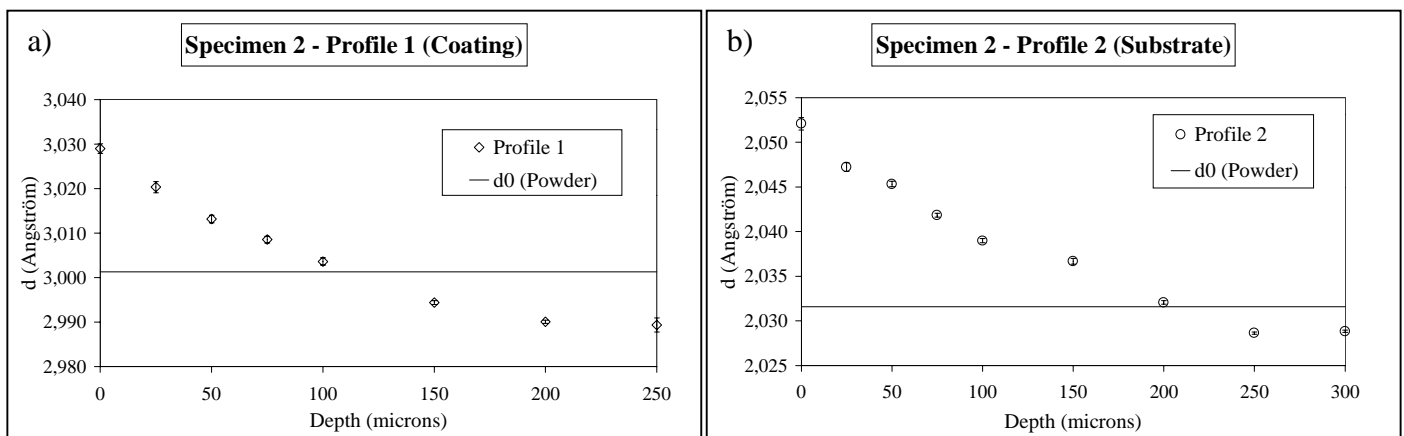 a)
Specimen 2 - Profile 1 (Coating)
3,040
3,030
3,020
3,010
3,000
2,990
2,980
d (Angström)
Profile 1
d0 (Powder)
0 50 100 150 200 250
Depth (microns)
b)
Specimen 2 - Profile 2 (Substrate)
2,055
2,050
2,045
2,040
2,035
2,030
2,025
d (Angström)
Profile 2
d0 (Powder)
0 50 100 150 200 250 300
Depth (microns)